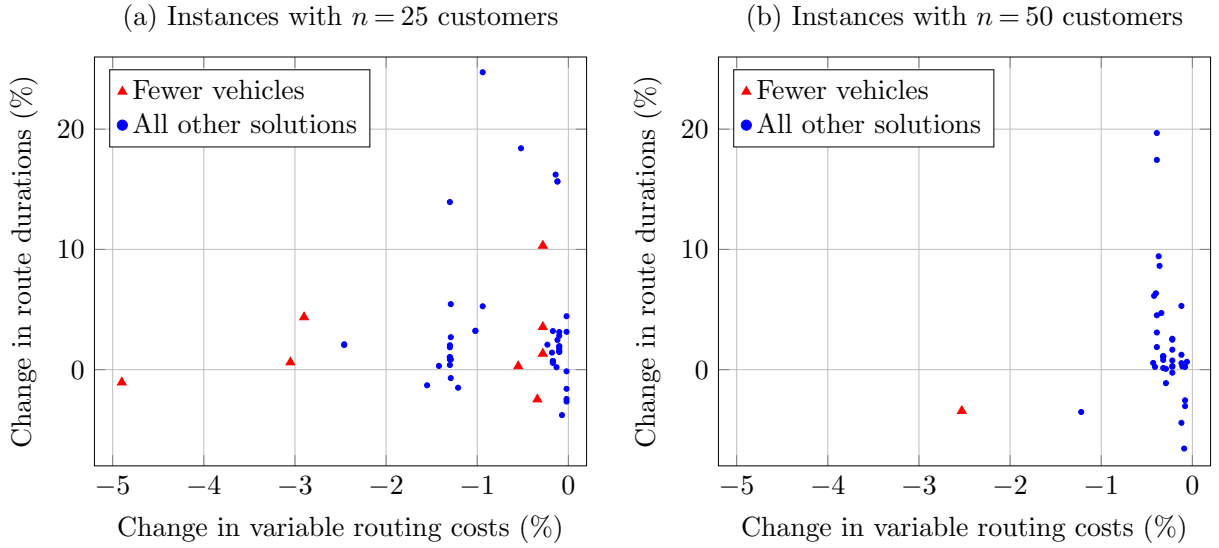 (a) Instances with n = 25 customers
Change in route durations (%)
20
10
0
Fewer vehicles
All other solutions
−5 −4 −3 −2 −1 0
Change in variable routing costs (%)
(b) Instances with n = 50 customers
Change in route durations (%)
20
10
0
Fewer vehicles
All other solutions
−5 −4 −3 −2 −1 0
Change in variable routing costs (%)